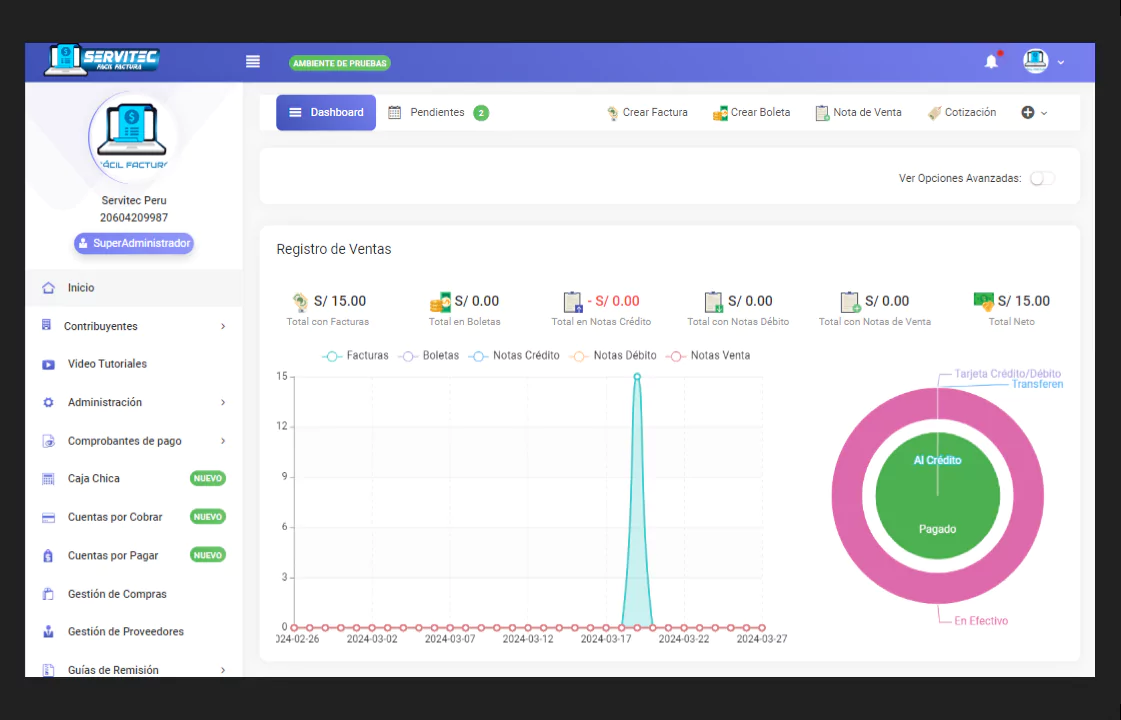 SERVITEC
FÁCIL FACTURA
AMBIENTE DE PRUEBAS
FÁCIL FACTURA
Servitec Peru
20604209987
SuperAdministrador
Inicio
Contribuyentes
Video Tutoriales
Administración
Comprobantes de pago
Caja Chica NUEVO
Cuentas por Cobrar NUEVO
Cuentas por Pagar NUEVO
Gestión de Compras
Gestión de Proveedores
Guías de Remisión
Dashboard Pendientes 2 Crear Factura Crear Boleta Nota de Venta Cotización
Ver Opciones Avanzadas:
Registro de Ventas
S/ 15.00 S/ 0.00 - S/ 0.00 S/ 0.00 S/ 0.00 S/ 15.00
Total con Facturas Total en Boletas Total en Notas Crédito Total con Notas Débito Total con Notas de Venta Total Neto
Facturas Boletas Notas Crédito Notas Débito Notas Venta
15
12
9
6
3
0
024-02-26 2024-03-02 2024-03-07 2024-03-12 2024-03-17 2024-03-22 2024-03-27
Tarjeta Crédito/Débito
Transferen
Al Crédito
Pagado
En Efectivo